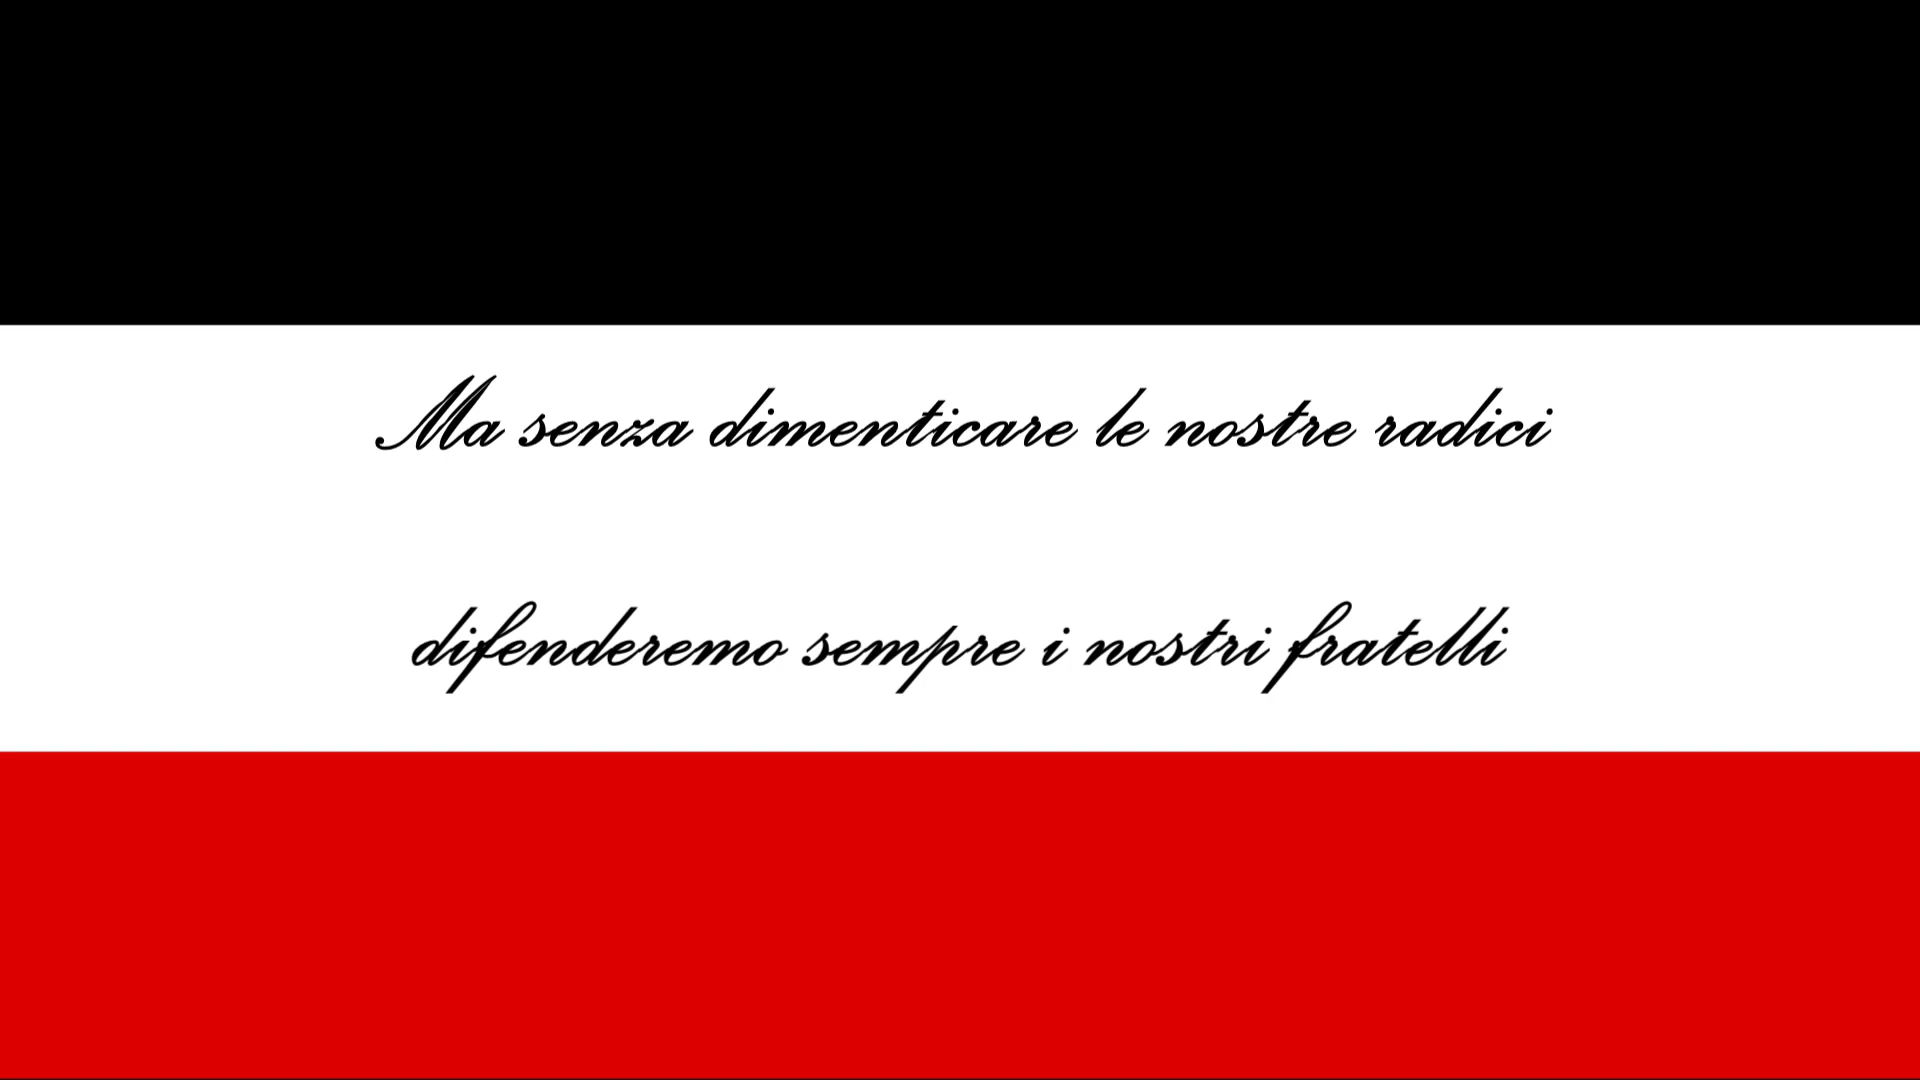 Ma senza dimenticare le nostre radici
difenderemo sempre i nostri fratelli